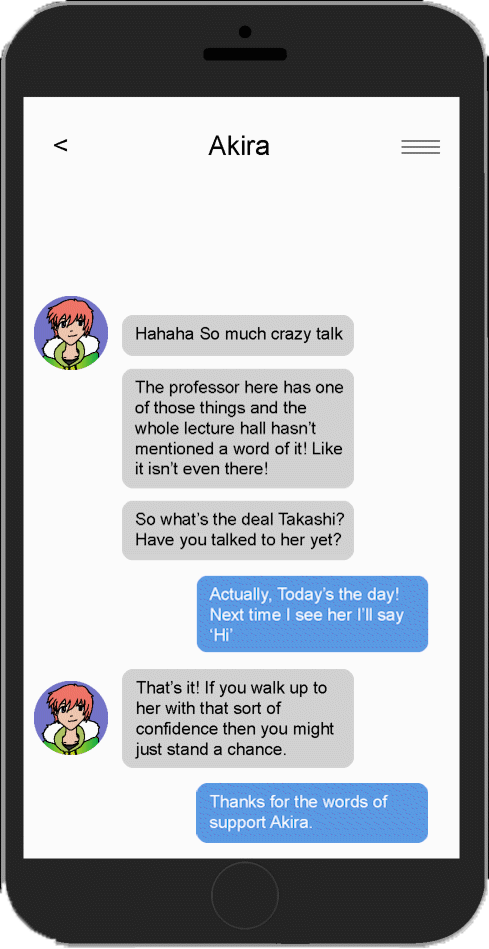 <
Akira
Hahaha So much crazy talk
The professor here has one
of those things and the
whole lecture hall hasn't
mentioned a word of it! Like
it isn't even there!
So what's the deal Takashi?
Have you talked to her yet?
Actually, Today's the day!
Next time I see her I'll say
‘Hi’
That's it! If you walk up to
her with that sort of
confidence then you might
just stand a chance.
Thanks for the words of
support Akira.